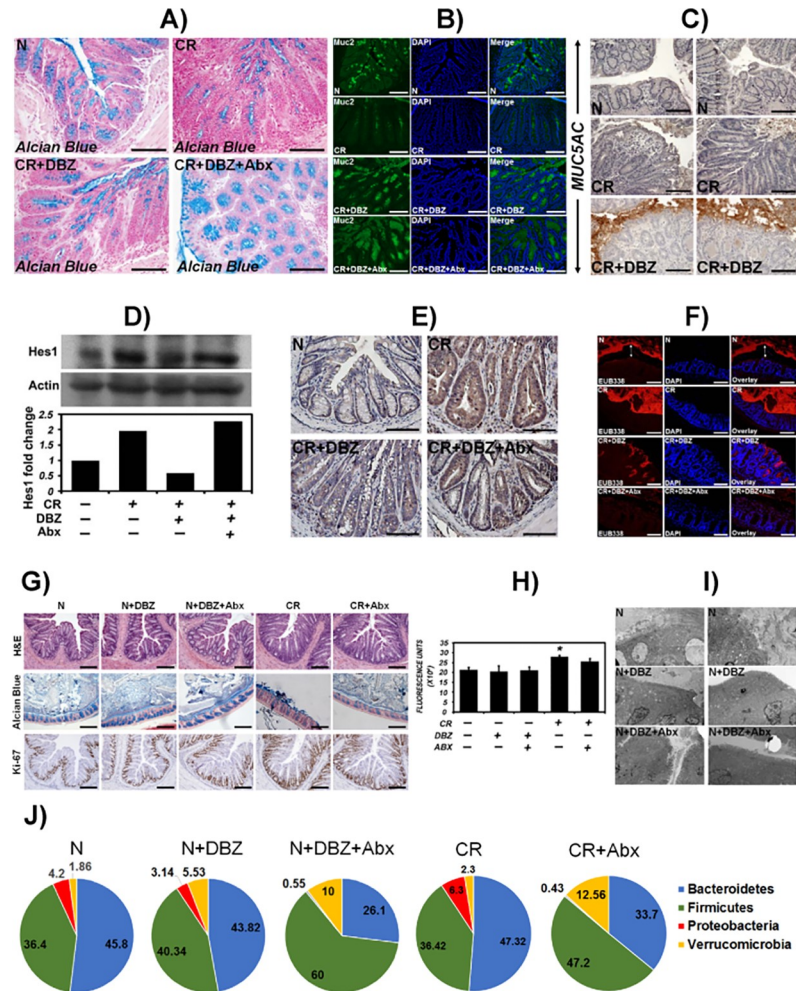 A)
N
CR
Alcian Blue
Alcian Blue
CR+DBZ
CR+DBZ+Abx
Alcian Blue
Alcian Blue
B)
Muc2
DAPI
Merge
N
N
N
Muc2
DAPI
Merge
CR
CR
CR
Muc2
DAPI
Merge
CR+DBZ
CR+DBZ
CR+DBZ
Muc2
DAPI
Merge
CR+DBZ+Abx
CR+DBZ+Abx
CR+DBZ+Abx
C)
MUC5AC
N
N
CR
CR
CR+DBZ
CR+DBZ
D)
Hes1
Actin
Hes1 fold change
2.5
2
1.5
1
0.5
0
CR – + + +
DBZ – – + +
Abx – – – +
E)
N
CR
CR+DBZ
CR+DBZ+Abx
F)
N
N
N
EUB338
DAPI
Overlay
CR
CR
CR
EUB338
DAPI
Overlay
CR+DBZ
CR+DBZ
CR+DBZ
EUB338
DAPI
Overlay
CR+DBZ+Abx
CR+DBZ+Abx
CR+DBZ+Abx
EUB338
DAPI
Overlay
G)
N
N+DBZ
N+DBZ+Abx
CR
CR+Abx
H&E
Alcian Blue
Ki-67
H)
FLUORESCENCE UNITS
35
30
25
20
15
10
5
0
*
CR – – – + +
DBZ – + + – –
ABX – – + – +
I)
N
N
N+DBZ
N+DBZ
N+DBZ+Abx
N+DBZ+Abx
J)
N
4.2
1.86
36.4
45.8
N+DBZ
3.14
5.53
40.34
43.82
N+DBZ+Abx
0.55
10
26.1
60
CR
2.3
6.3
36.42
47.32
CR+Abx
0.43
12.56
33.7
47.2
Bacteroidetes
Firmicutes
Proteobacteria
Verrucomicrobia